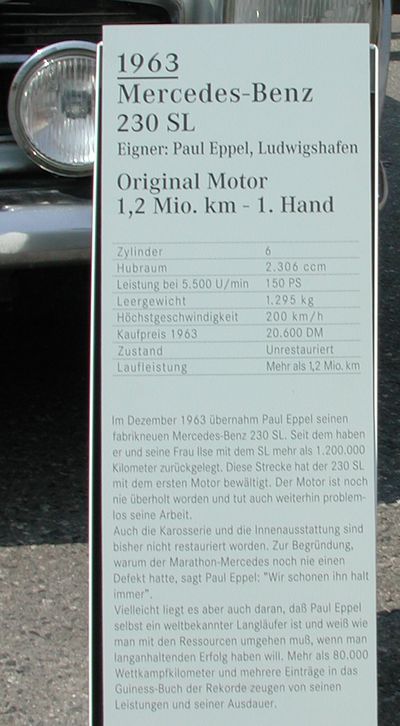 1963
Mercedes-Benz
230 SL
Eigner: Paul Eppel, Ludwigshafen
Original Motor
1,2 Mio. km - 1. Hand
Zylinder 6
Hubraum 2.306 ccm
Leistung bei 5.500 U/min 150 PS
Leergewicht 1.295 kg
Höchstgeschwindigkeit 200 km/h
Kaufpreis 1963 20.600 DM
Zustand Unrestauriert
Laufleistung Mehr als 1,2 Mio. km
Im Dezember 1963 übernahm Paul Eppel seinen
fabrikneuen Mercedes-Benz 230 SL. Seit dem haben
er und seine Frau Ilse mit dem SL mehr als 1.200.000
Kilometer zurückgelegt. Diese Strecke hat der 230 SL
mit dem ersten Motor bewältigt. Der Motor ist noch
nie überholt worden und tut auch weiterhin problem-
los seine Arbeit.
Auch die Karosserie und die Innenausstattung sind
bisher nicht restauriert worden. Zur Begründung,
warum der Marathon-Mercedes noch nie einen
Defekt hatte, sagt Paul Eppel: "Wir schonen ihn halt
immer".
Vielleicht liegt es aber auch daran, daß Paul Eppel
selbst ein weltbekannter Langläufer ist und weiß wie
man mit den Ressourcen umgehen muß, wenn man
langanhaltenden Erfolg haben will. Mehr als 80.000
Wettkampfkilometer und mehrere Einträge in das
Guiness-Buch der Rekorde zeugen von seinen
Leistungen und seiner Ausdauer.